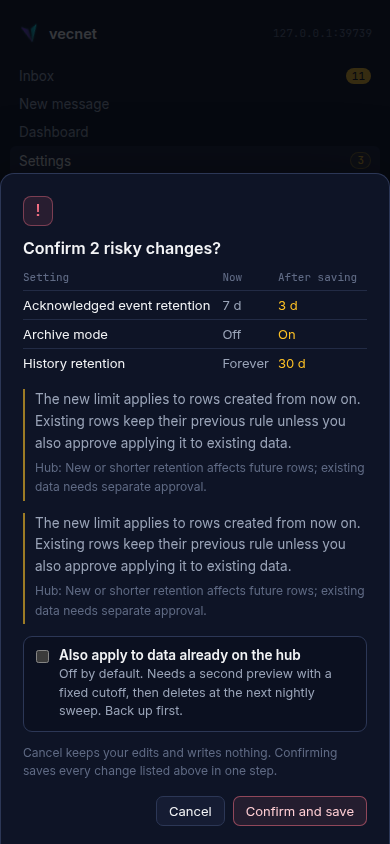 vecnet
127.0.0.1:39739
Inbox 11
New message
Dashboard
Settings 3
!
Confirm 2 risky changes?
Setting Now After saving
Acknowledged event retention 7 d 3 d
Archive mode Off On
History retention Forever 30 d
The new limit applies to rows created from now on.
Existing rows keep their previous rule unless you
also approve applying it to existing data.
Hub: New or shorter retention affects future rows; existing
data needs separate approval.
The new limit applies to rows created from now on.
Existing rows keep their previous rule unless you
also approve applying it to existing data.
Hub: New or shorter retention affects future rows; existing
data needs separate approval.
Also apply to data already on the hub
Off by default. Needs a second preview with a
fixed cutoff, then deletes at the next nightly
sweep. Back up first.
Cancel keeps your edits and writes nothing. Confirming
saves every change listed above in one step.
Cancel Confirm and save